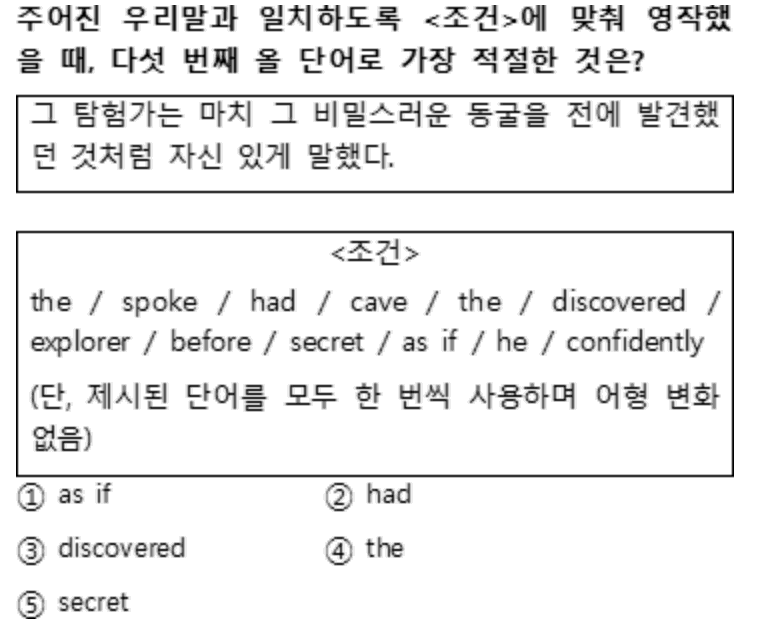 주어진 우리말과 일치하도록 <조건>에 맞춰 영작했
을 때, 다섯 번째 올 단어로 가장 적절한 것은?
그 탐험가는 마치 그 비밀스러운 동굴을 전에 발견했
던 것처럼 자신 있게 말했다.
<조건>
the / spoke / had / cave / the / discovered /
explorer / before / secret / as if / he / confidently
(단, 제시된 단어를 모두 한 번씩 사용하며 어형 변화
없음)
① as if ② had
③ discovered ④ the
⑤ secret